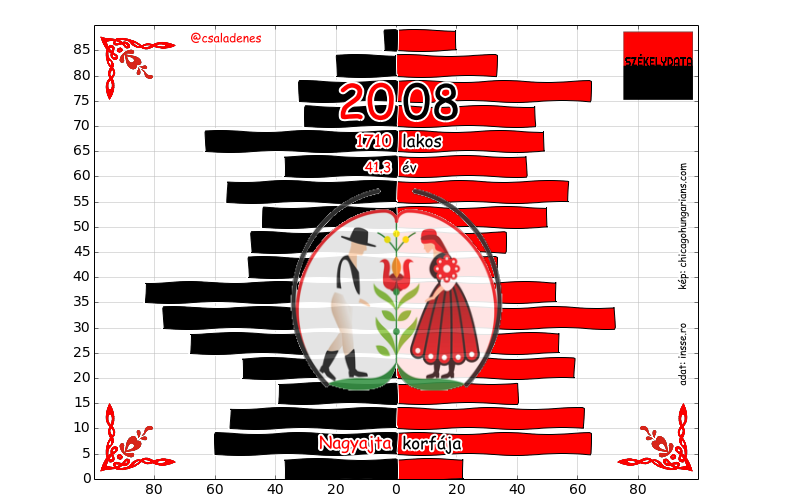 @csaladenes
SZÉKELYDATA
2008
1710 lakos
41,3 év
kép: chicagohungarians.com
adat: insse.ro
Nagyajta korfája
85
80
75
70
65
60
55
50
45
40
35
30
25
20
15
10
5
0
80 60 40 20 0 20 40 60 80